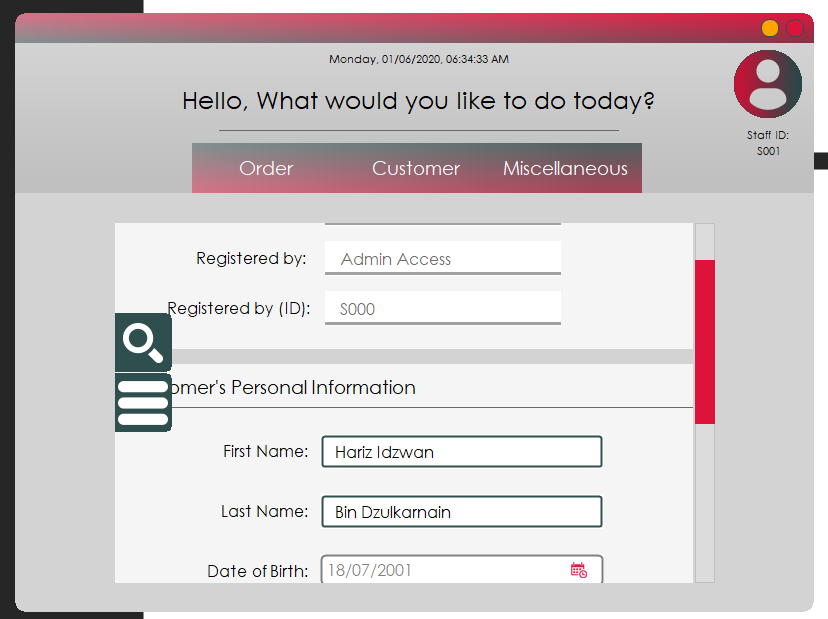 Monday, 01/06/2020, 06:34:33 AM
Hello, What would you like to do today?
Staff ID:
S001
Order Customer Miscellaneous
Registered by: Admin Access
Registered by (ID): S000
omer's Personal Information
First Name: Hariz Idzwan
Last Name: Bin Dzulkarnain
Date of Birth: 18/07/2001